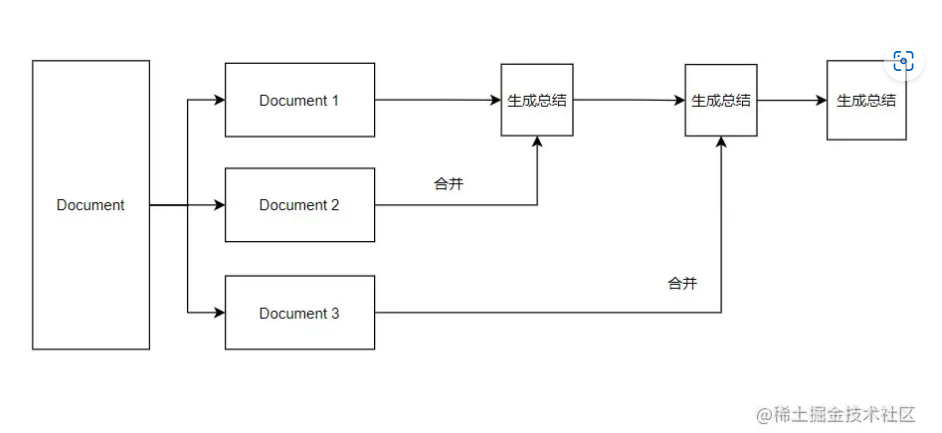 Document
Document 1
Document 2
Document 3
生成总结
生成总结
生成总结
合并
合并
@稀土掘金技术社区